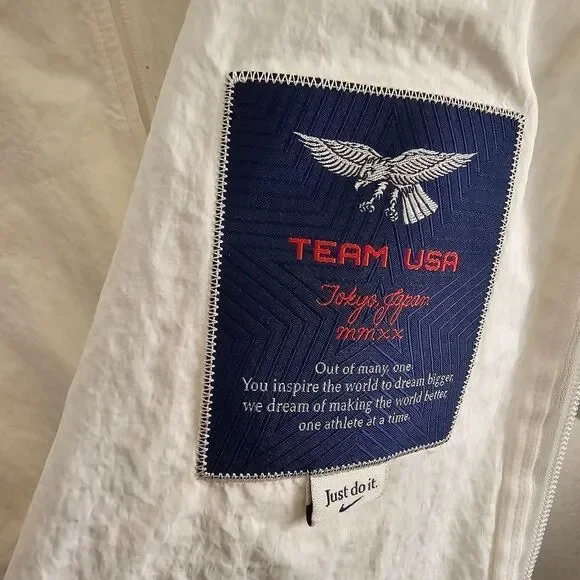 TEAM USA
Tokyo, Japan
mmxx
Out of many, one
You inspire the world to dream bigger,
we dream of making the world better,
one athlete at a time.
Just do it.